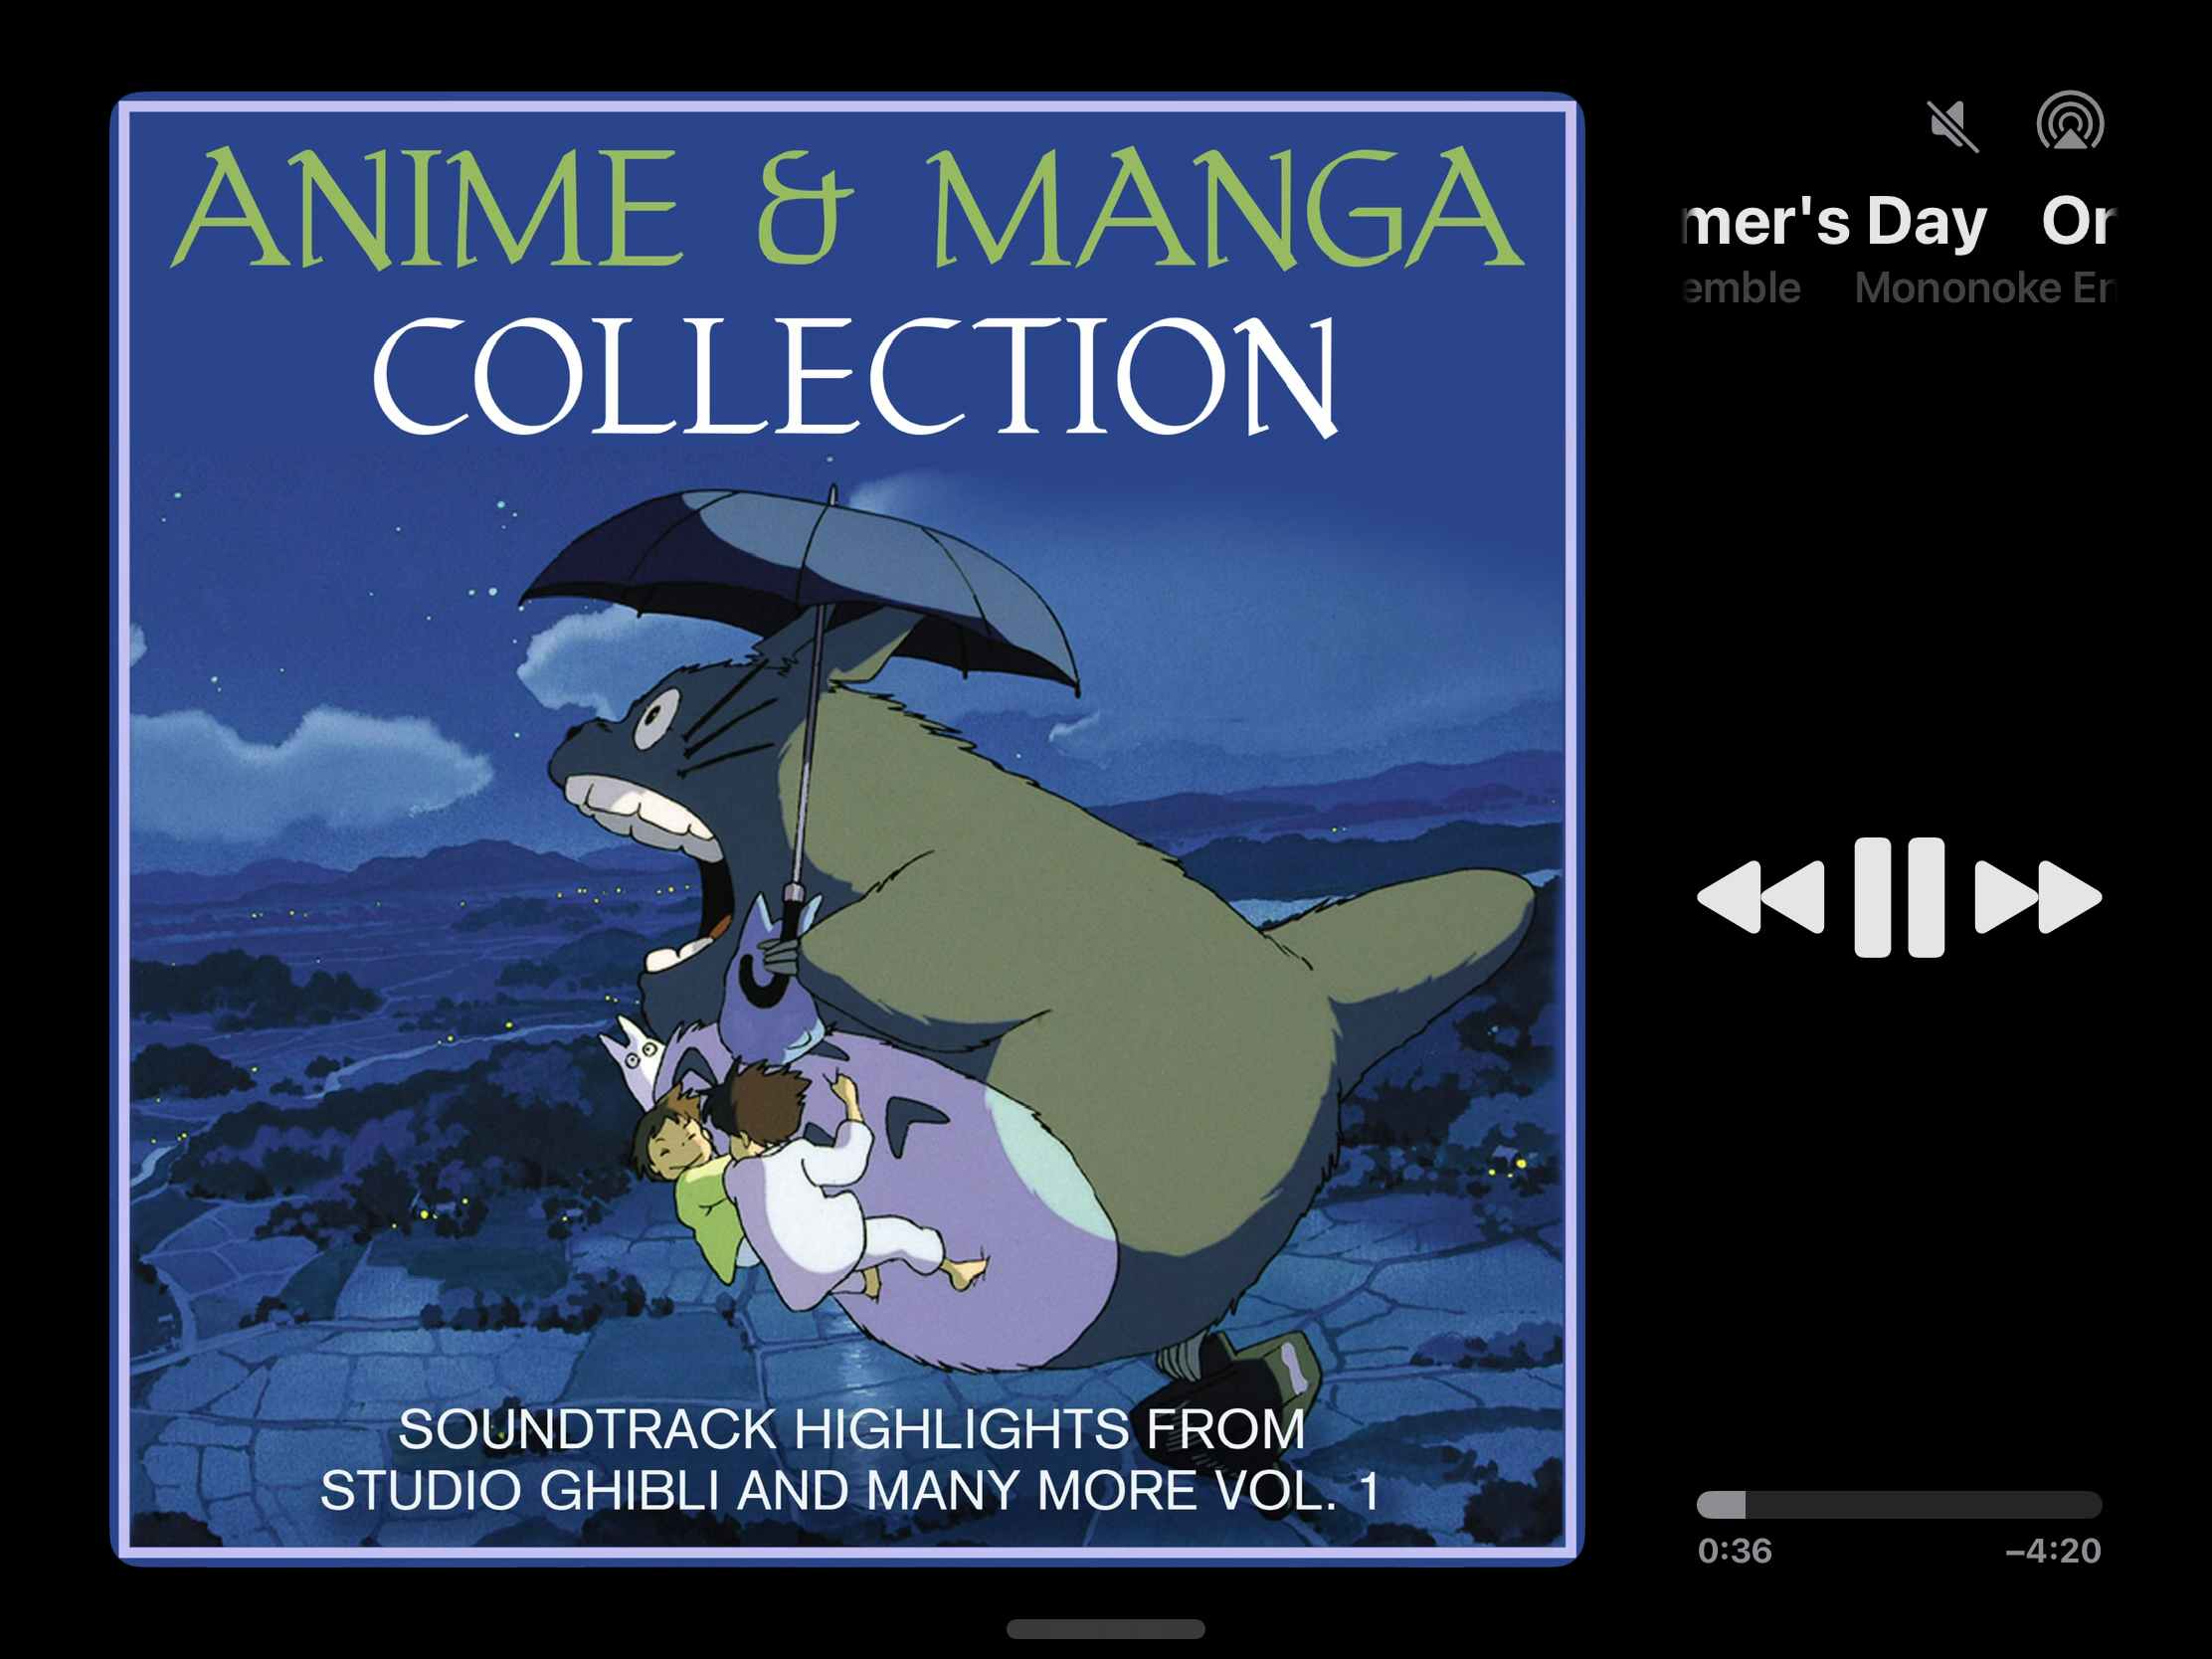 ANIME & MANGA
COLLECTION
SOUNDTRACK HIGHLIGHTS FROM
STUDIO GHIBLI AND MANY MORE VOL. 1
mer's Day Or
emble Mononoke En
0:36
−4:20